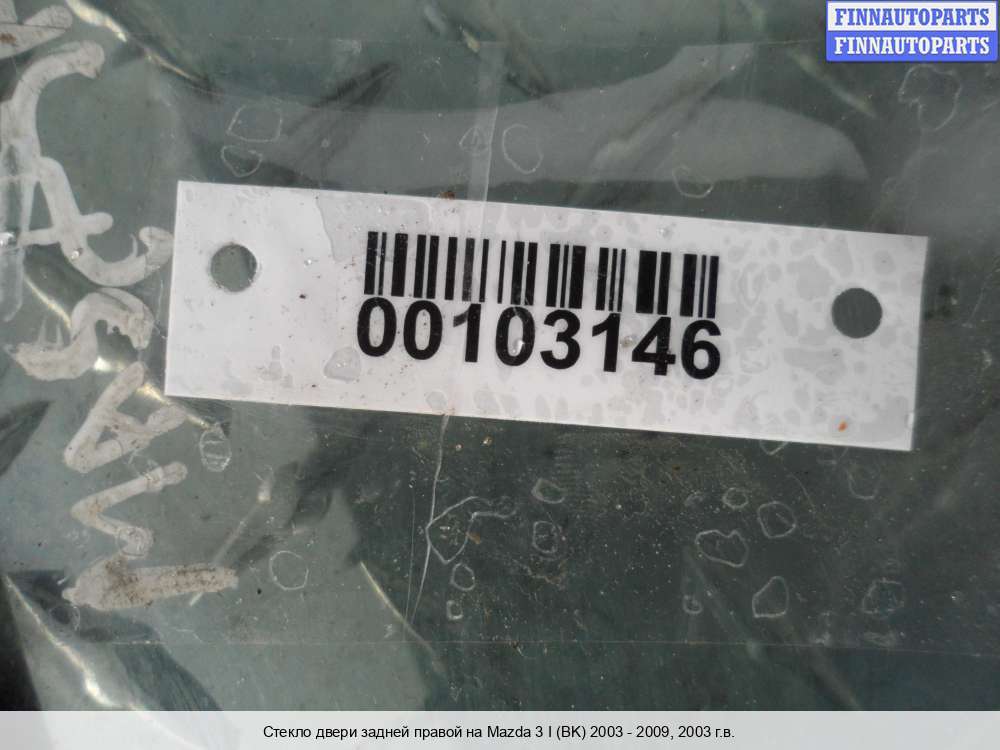 FINNAUTOPARTS
FINNAUTOPARTS
00103146
Стекло двери задней правой на Mazda 3 I (BK) 2003 - 2009, 2003 г.в.